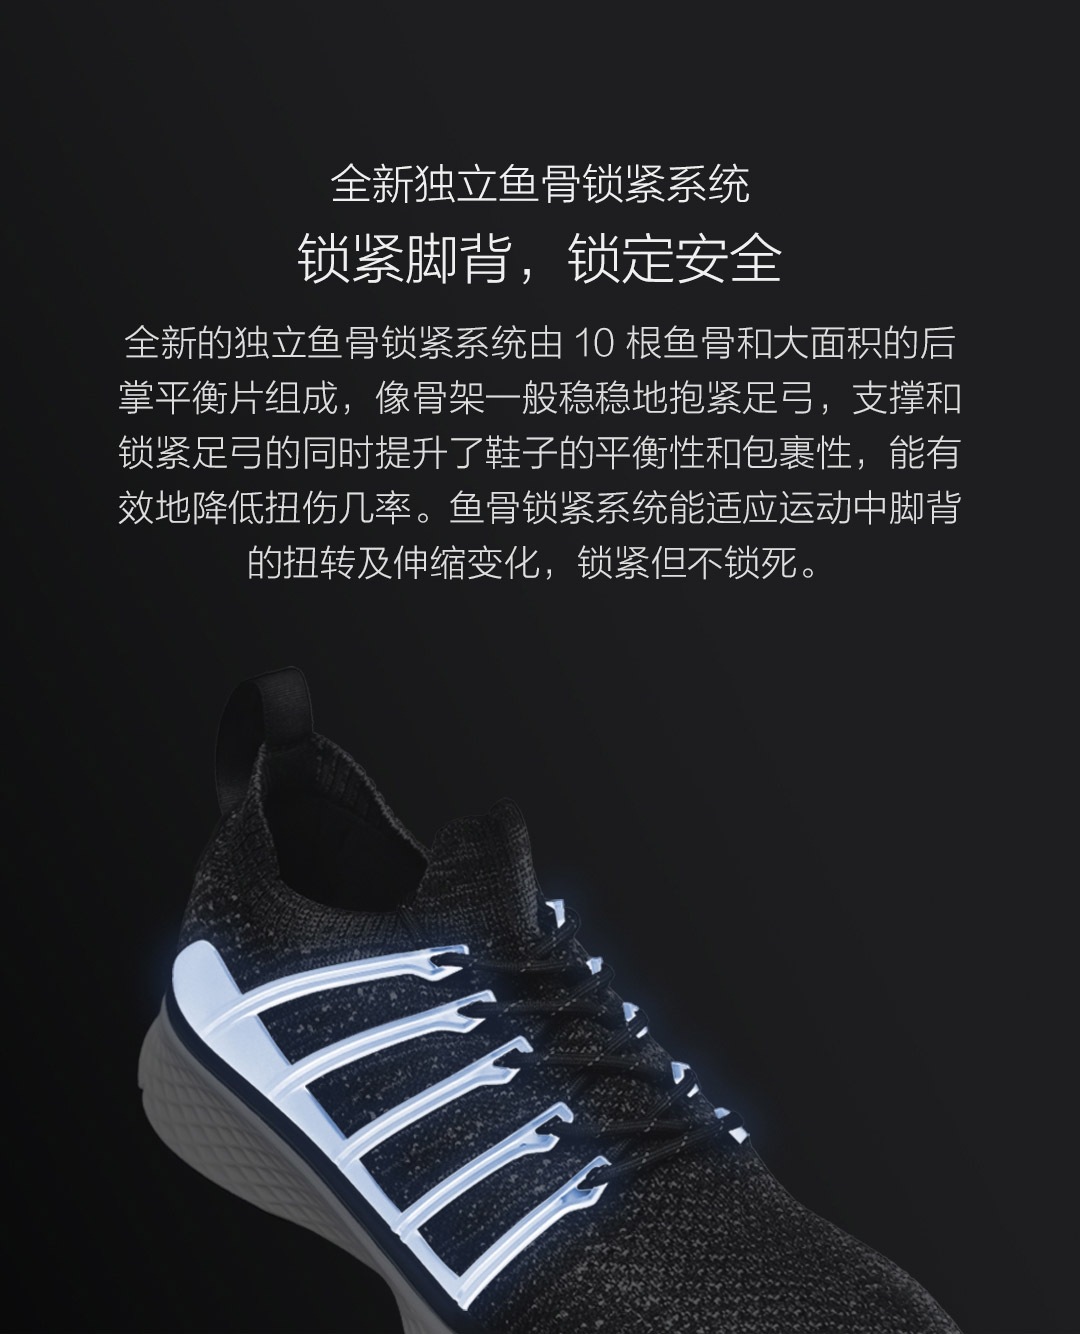 全新独立鱼骨锁紧系统
锁紧脚背，锁定安全
全新的独立鱼骨锁紧系统由 10 根鱼骨和大面积的后
掌平衡片组成，像骨架一般稳稳地抱紧足弓，支撑和
锁紧足弓的同时提升了鞋子的平衡性和包裹性，能有
效地降低扭伤几率。鱼骨锁紧系统能适应运动中脚背
的扭转及伸缩变化，锁紧但不锁死。